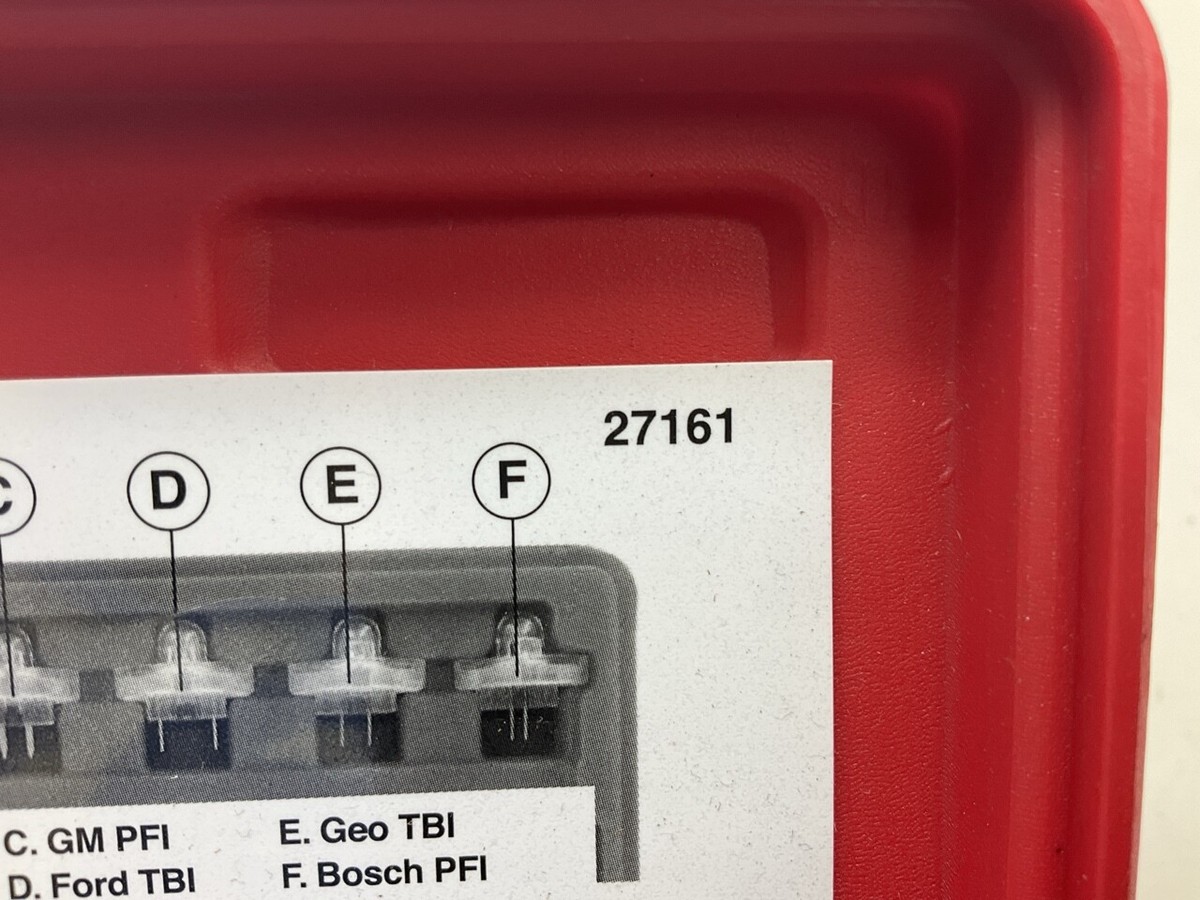 27161
C D E F
C. GM PFI E. Geo TBI
D. Ford TBI F. Bosch PFI